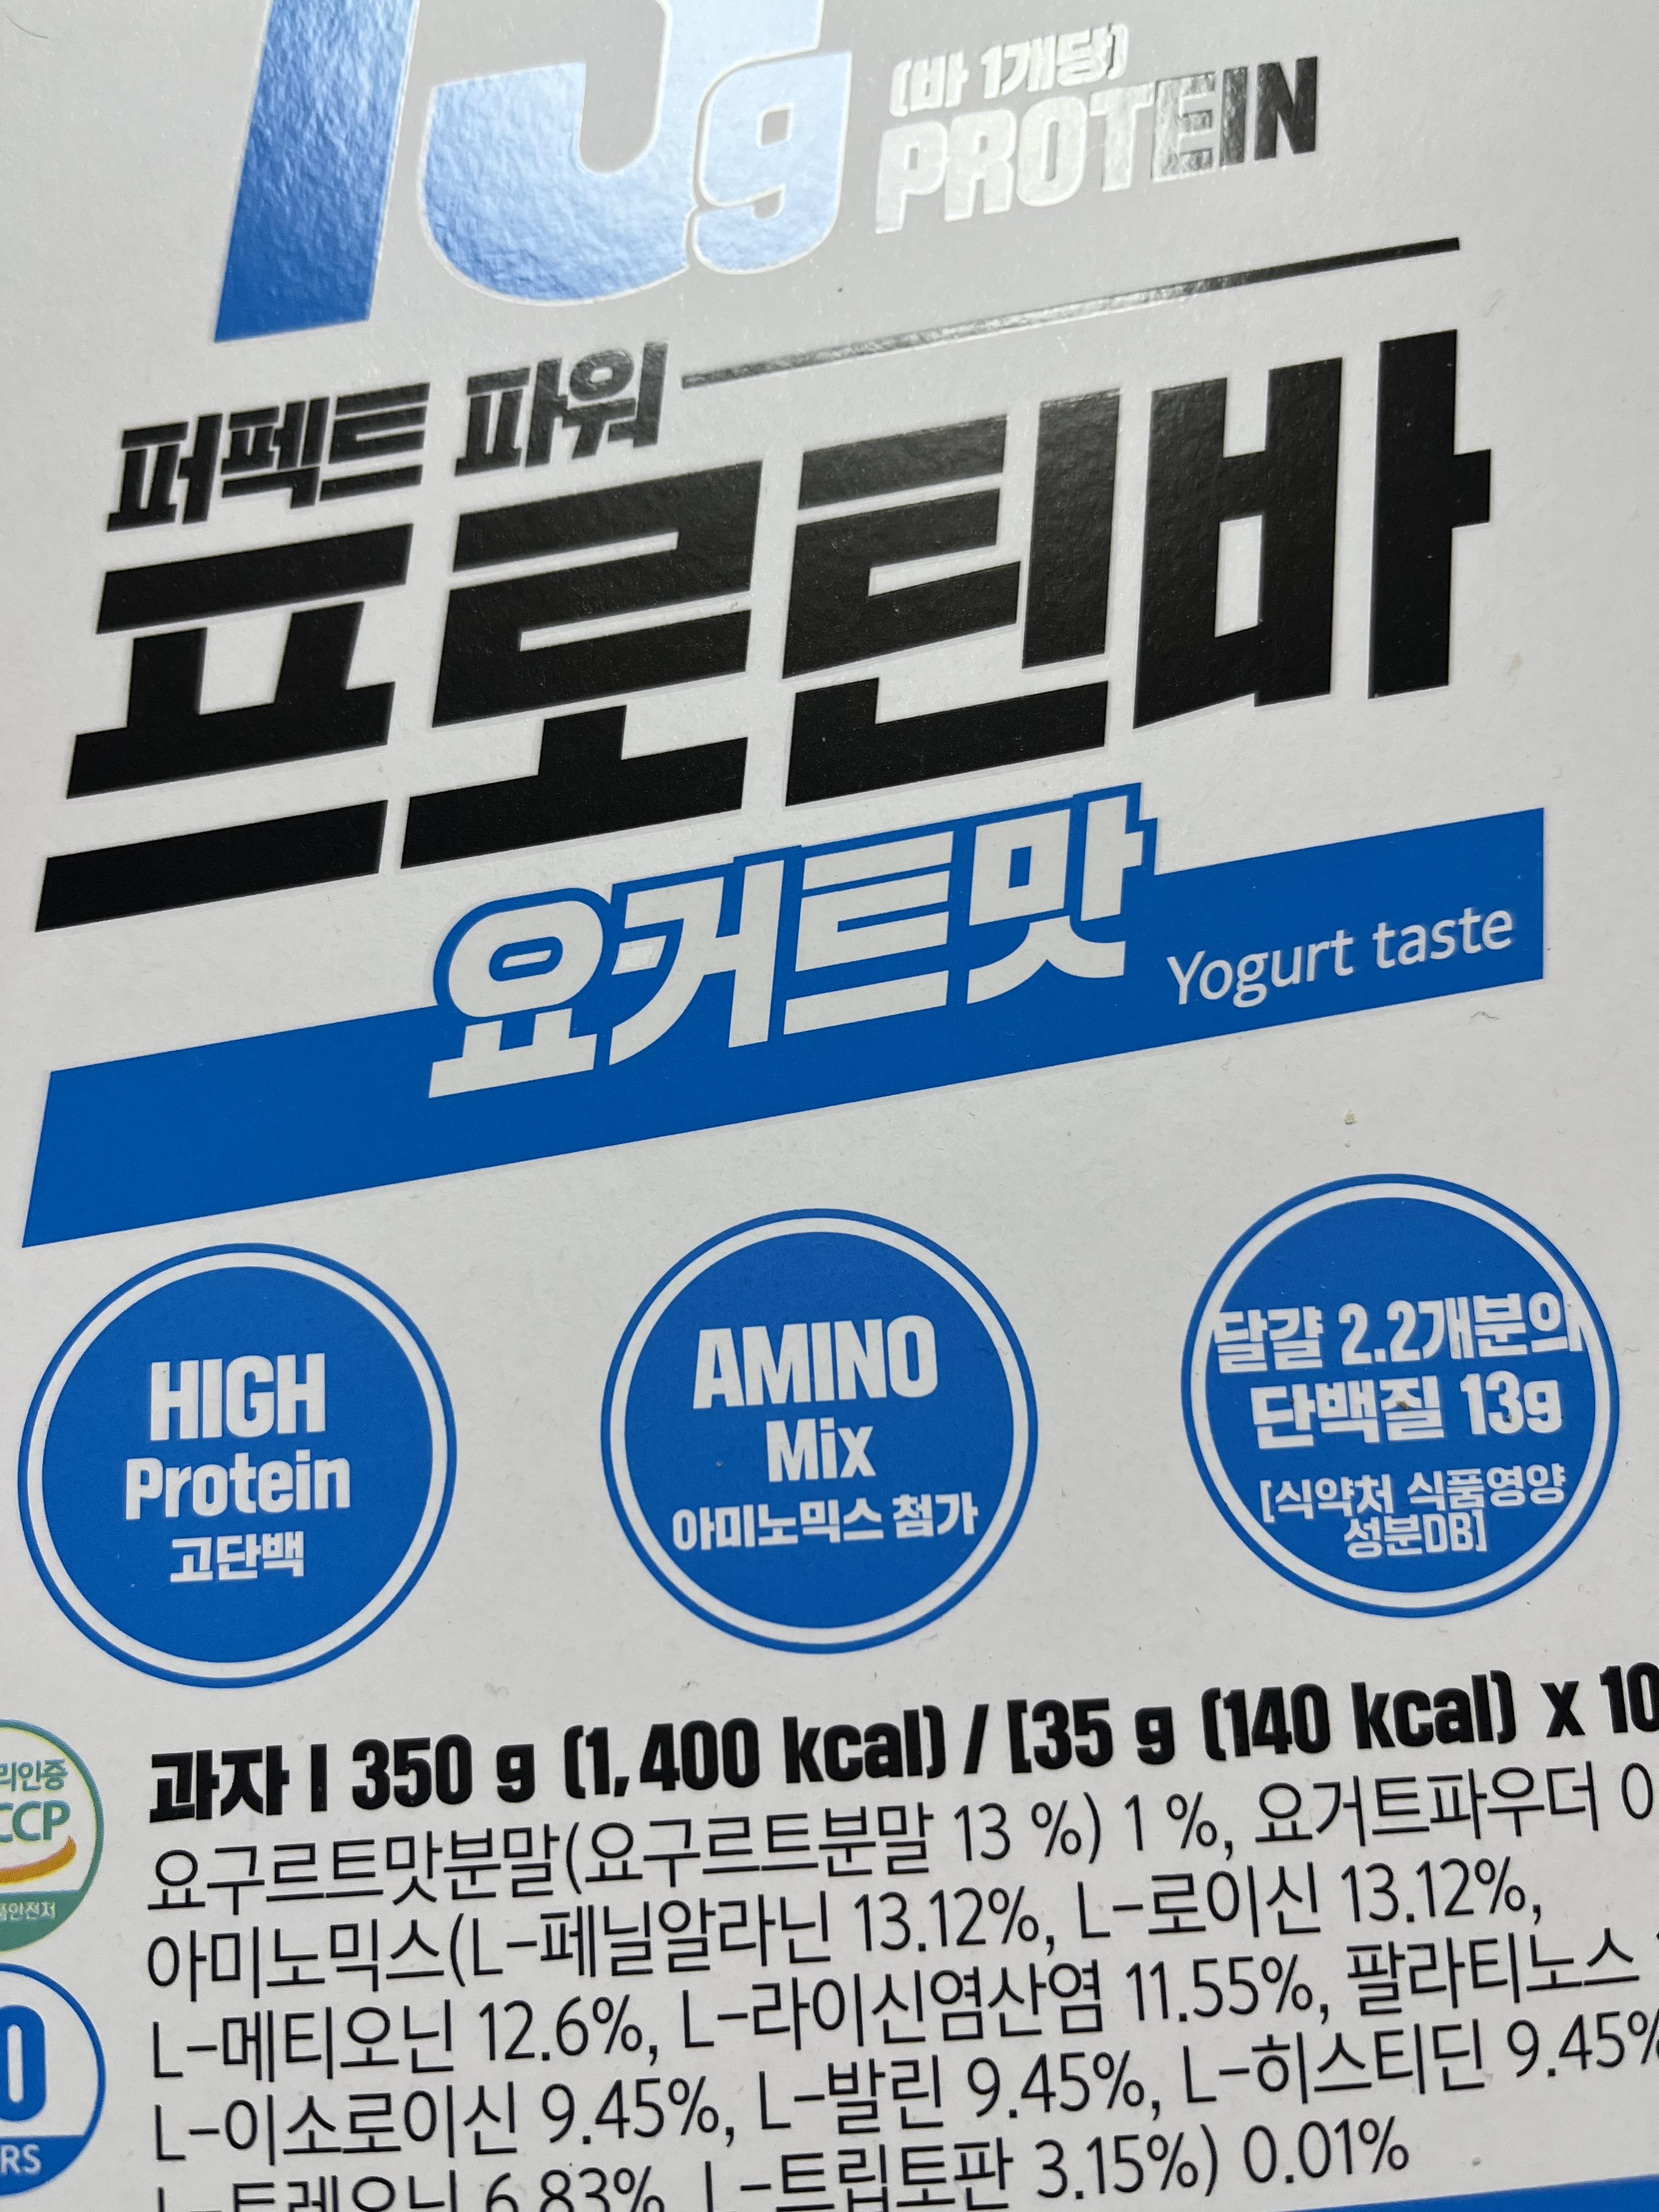 (바 1개당)
PROTEIN
퍼펙트 파워
프로틴바
요거트맛
Yogurt taste
HIGH
Protein
고단백
AMINO
Mix
아미노믹스 첨가
달걀 2.2개분의
단백질 13g
[식약처 식품영양
성분DB]
과자 | 350 g (1,400 kcal) / [35 g (140 kcal) x 10
요구르트맛분말(요구르트분말 13 %) 1 %, 요거트파우더
아미노믹스(L-페닐알라닌 13.12%, L-로이신 13.12%,
L-메티오닌 12.6%, L-라이신염산염 11.55%, 팔라티노스
L-이소로이신 9.45%, L-발린 9.45%, L-히스티딘 9.45%
L-트레오닌 6.83%, L-트립토판 3.15%) 0.01%